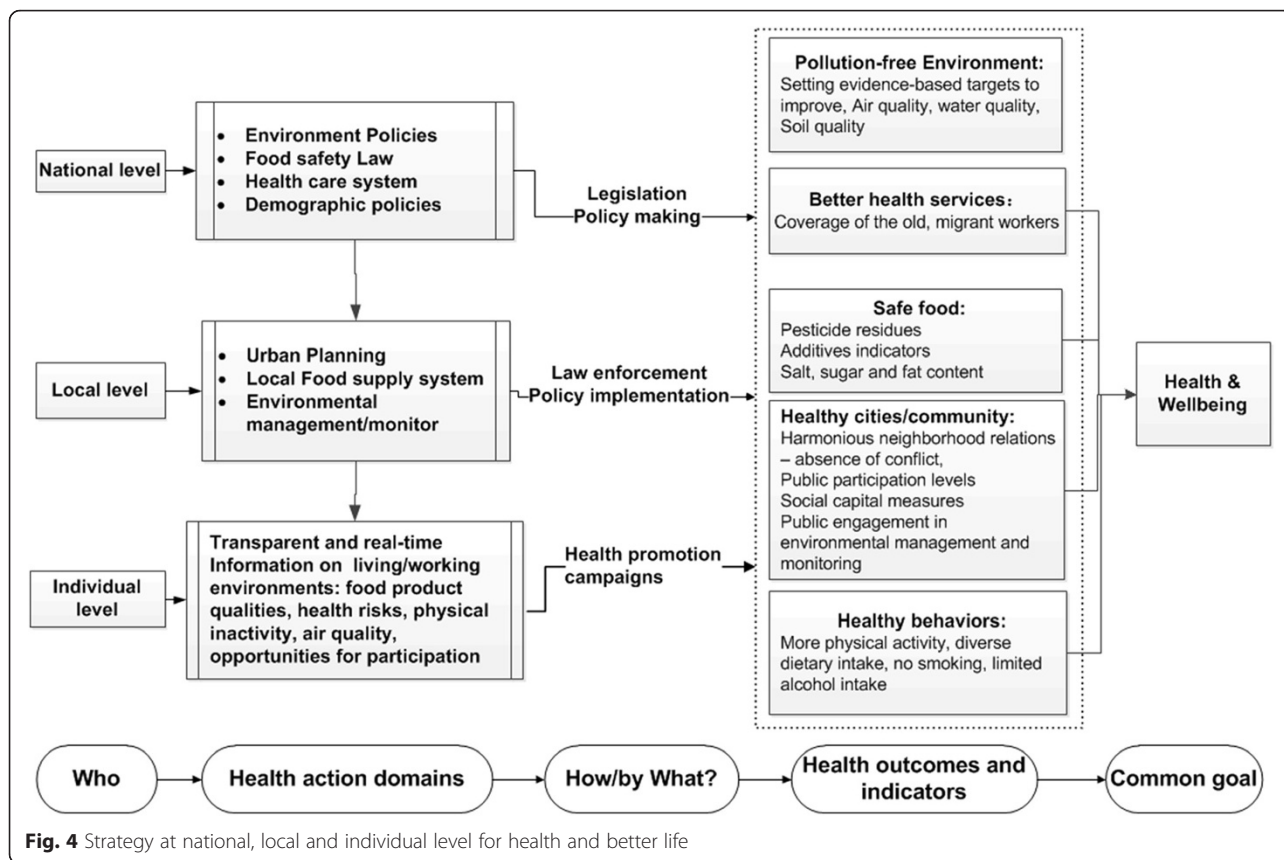 National level
• Environment Policies
• Food safety Law
• Health care system
• Demographic policies
Legislation
Policy making
Local level
• Urban Planning
• Local Food supply system
• Environmental
management/monitor
Law enforcement
Policy implementation
Individual
level
Transparent and real-time
Information on living/working
environments: food product
qualities, health risks, physical
inactivity, air quality,
opportunities for participation
Health promotion
campaigns
Pollution-free Environment:
Setting evidence-based targets to
improve, Air quality, water quality,
Soil quality
Better health services：
Coverage of the old, migrant workers
Safe food:
Pesticide residues
Additives indicators
Salt, sugar and fat content
Healthy cities/community:
Harmonious neighborhood relations
– absence of conflict,
Public participation levels
Social capital measures
Public engagement in
environmental management and
monitoring
Healthy behaviors:
More physical activity, diverse
dietary intake, no smoking, limited
alcohol intake
Health &
Wellbeing
Who
Health action domains
How/by What?
Health outcomes and
indicators
Common goal
Fig. 4 Strategy at national, local and individual level for health and better life